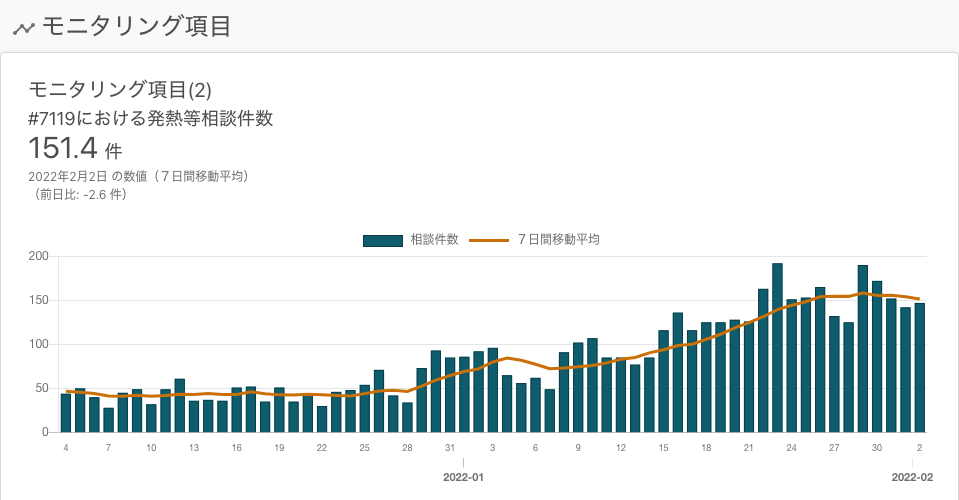 モニタリング項目
モニタリング項目(2)
#7119における発熱等相談件数
151.4 件
2022年2月2日 の数値（７日間移動平均）
（前日比: -2.6 件）
相談件数 ７日間移動平均
200
150
100
50
0
4 7 10 13 16 19 22 25 28 31 3 6 9 12 15 18 21 24 27 30 2
2022-01 2022-02